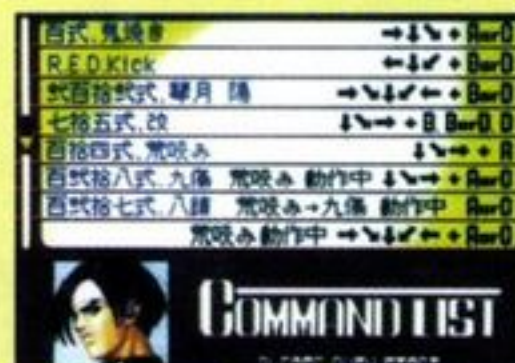 百式.鬼焼き →↓↘ + AorC
R.E.D.Kick ←↓↙ + BorD
弐百拾弐式.琴月 陽 →↘↓↙← + BorD
七拾五式.改 ↓↘→ + B BorD D
百拾四式.荒咬み ↓↘→ + A
百弐拾八式.九傷 荒咬み 動作中 ↓↘→ + AorC
百弐拾七式.八錆 荒咬み→九傷 動作中 AorC
荒咬み動作中 →↘↓↙← + AorC
COMMAND LIST